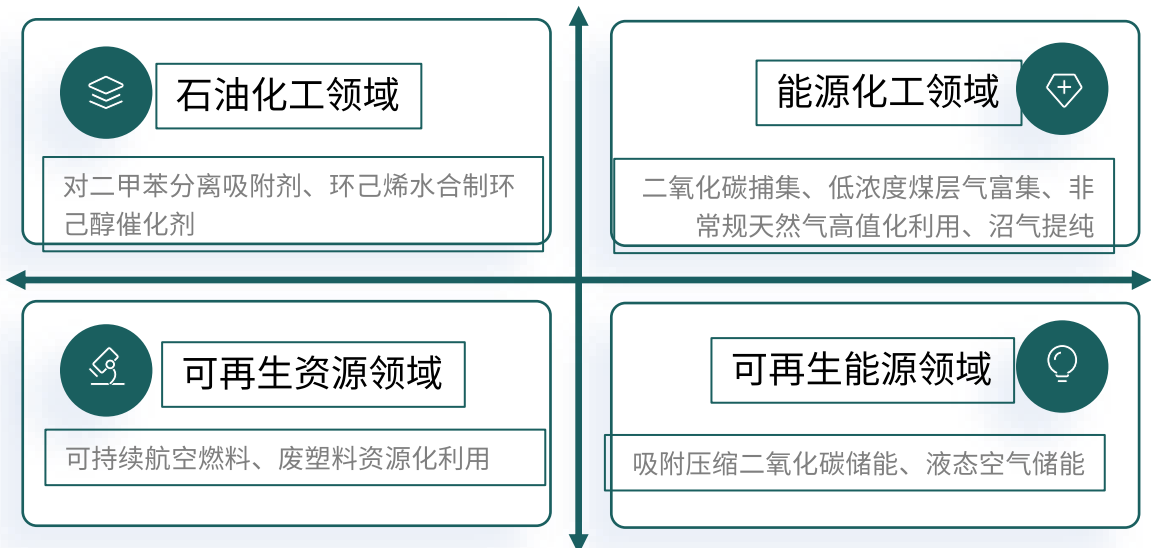 石油化工领域
对二甲苯分离吸附剂、环己烯水合制环
己醇催化剂
能源化工领域
二氧化碳捕集、低浓度煤层气富集、非
常规天然气高值化利用、沼气提纯
可再生资源领域
可持续航空燃料、废塑料资源化利用
可再生能源领域
吸附压缩二氧化碳储能、液态空气储能